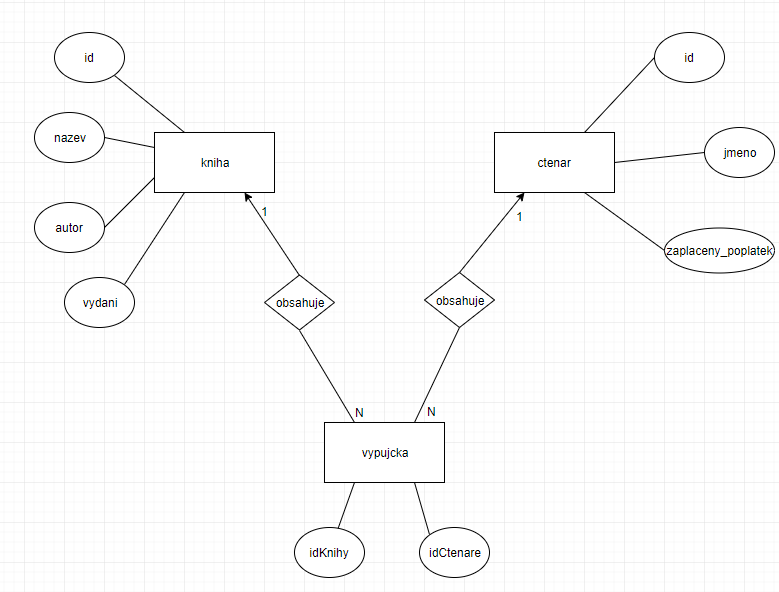 id
id
nazev
jmeno
kniha
ctenar
1
1
autor
zaplaceny_poplatek
vydani
obsahuje
obsahuje
N
N
vypujcka
idKnihy
idCtenare